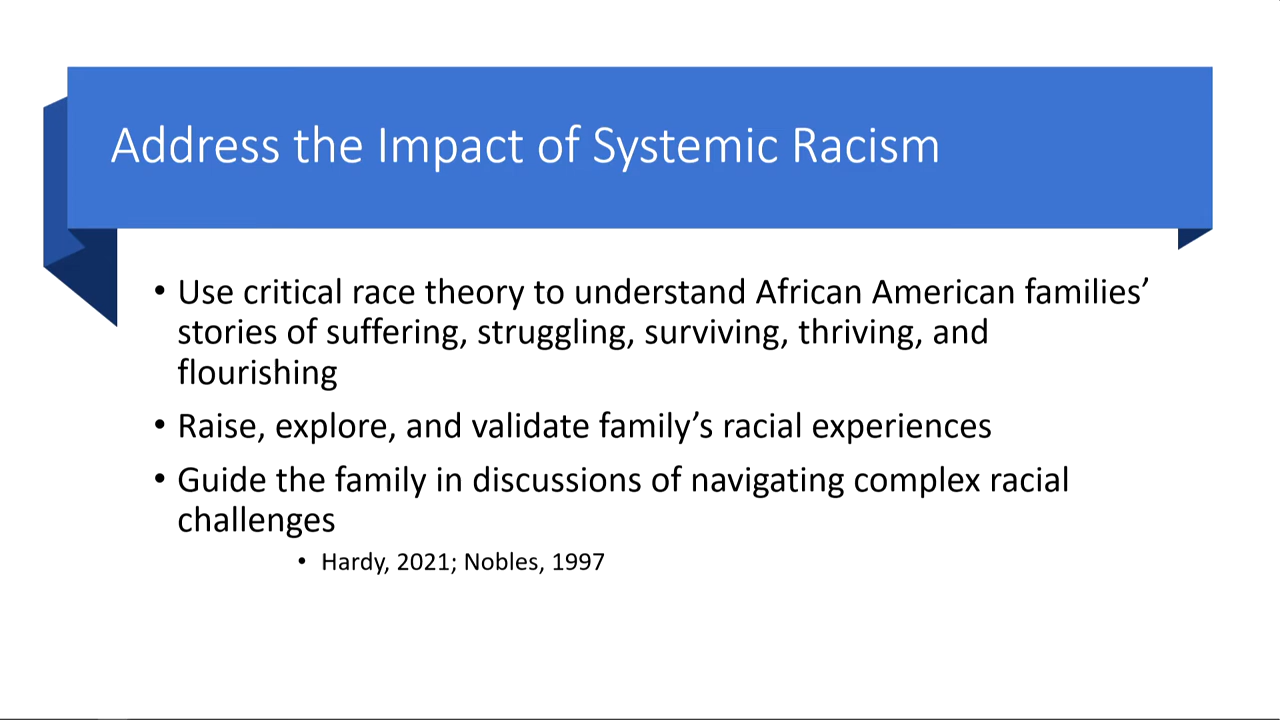 Address the Impact of Systemic Racism
• Use critical race theory to understand African American families’
stories of suffering, struggling, surviving, thriving, and
flourishing
• Raise, explore, and validate family’s racial experiences
• Guide the family in discussions of navigating complex racial
challenges
• Hardy, 2021; Nobles, 1997